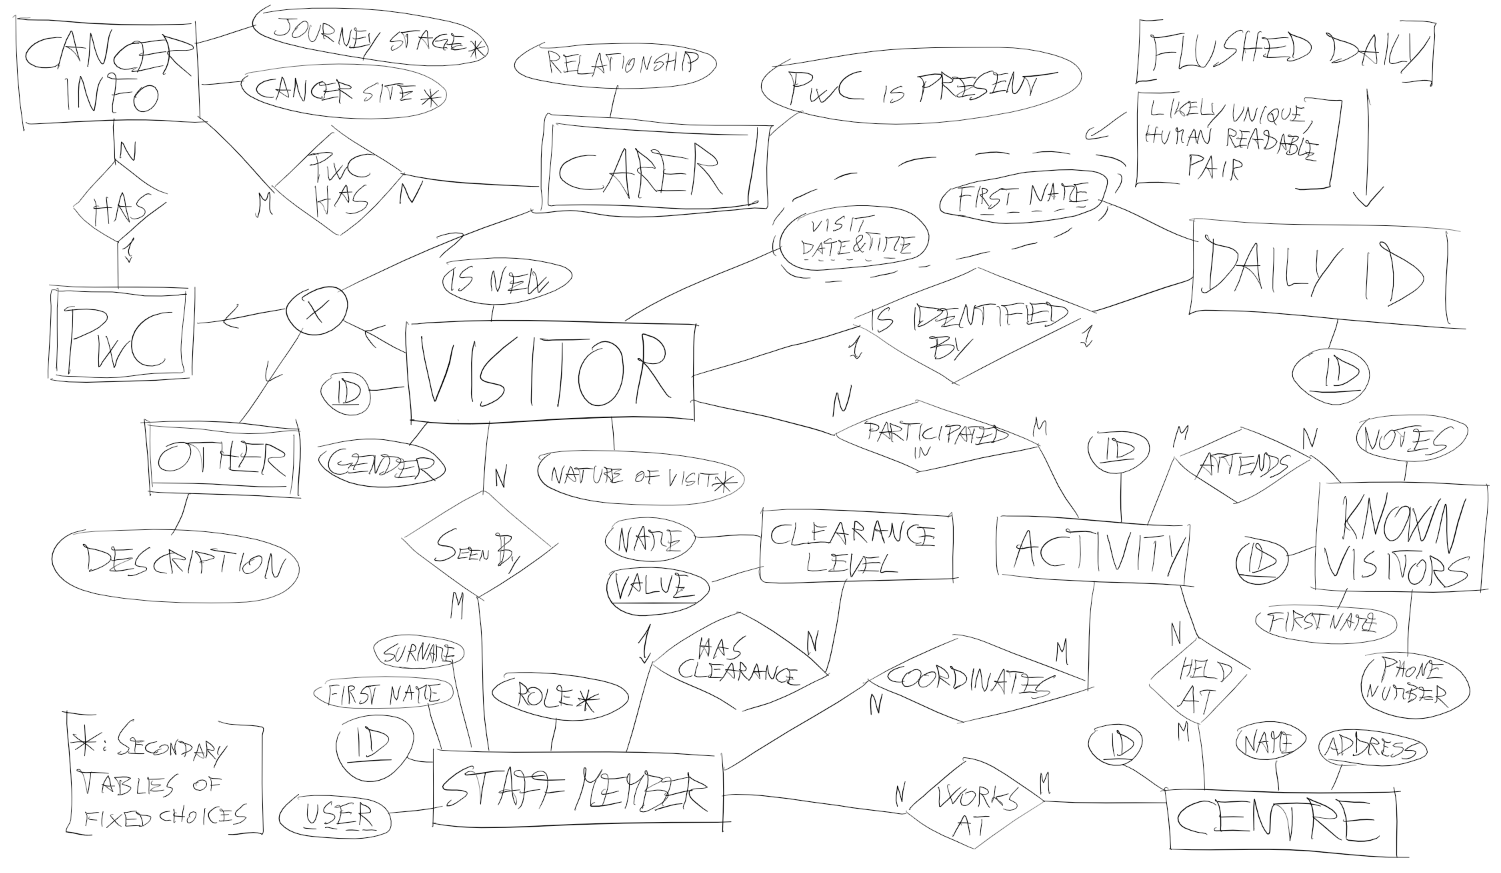 CANCER
INFO
JOURNEY STAGE*
CANCER SITE*
RELATIONSHIP
PwC IS PRESENT
[FLUSHED DAILY]
[LIKELY UNIQUE,
HUMAN READABLE
PAIR]
N
HAS
1
M
PwC
HAS
N
CARER
FIRST NAME
VISIT
DATE&TIME
DAILY ID
ID
PwC
X
IS NEW
VISITOR
ID
GENDER
NATURE OF VISIT*
1
IS IDENTIFIED
BY
1
OTHER
DESCRIPTION
N
PARTICIPATED
IN
M
ID
M
ATTENDS
N
NOTES
KNOWN
VISITORS
ID
FIRST NAME
PHONE
NUMBER
N
SEEN BY
M
NAME
VALUE
CLEARANCE
LEVEL
ACTIVITY
1
HAS
CLEARANCE
N
M
COORDINATES
N
N
HELD
AT
M
SURNAME
FIRST NAME
ID
USER
ROLE*
STAFF MEMBER
N
WORKS
AT
M
ID
NAME
ADDRESS
CENTRE
[*: SECONDARY
TABLES OF
FIXED CHOICES]